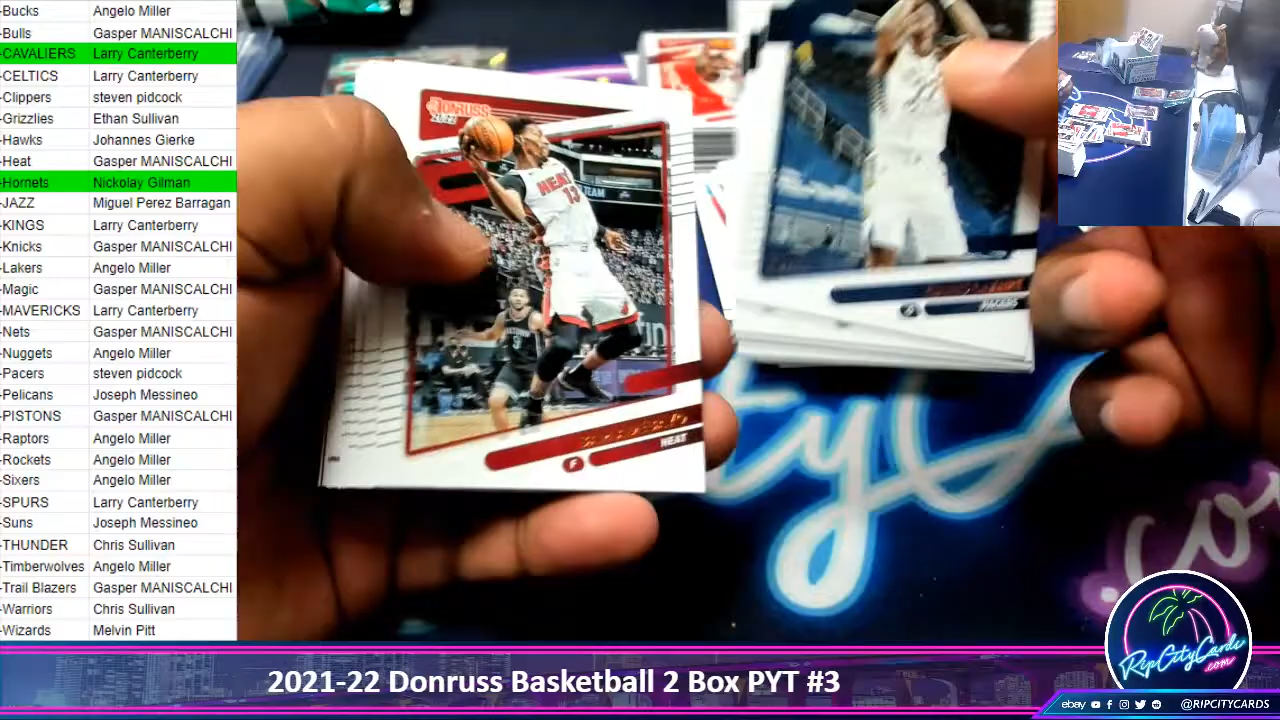 -Bucks Angelo Miller
-Bulls Gasper MANISCALCHI
-CAVALIERS Larry Canterberry
-CELTICS Larry Canterberry
-Clippers steven pidcock
-Grizzlies Ethan Sullivan
-Hawks Johannes Gierke
-Heat Gasper MANISCALCHI
-Hornets Nickolay Gilman
-JAZZ Miguel Perez Barragan
-KINGS Larry Canterberry
-Knicks Gasper MANISCALCHI
-Lakers Angelo Miller
-Magic Gasper MANISCALCHI
-MAVERICKS Larry Canterberry
-Nets Gasper MANISCALCHI
-Nuggets Angelo Miller
-Pacers steven pidcock
-Pelicans Joseph Messineo
-PISTONS Gasper MANISCALCHI
-Raptors Angelo Miller
-Rockets Angelo Miller
-Sixers Angelo Miller
-SPURS Larry Canterberry
-Suns Joseph Messineo
-THUNDER Chris Sullivan
-Timberwolves Angelo Miller
-Trail Blazers Gasper MANISCALCHI
-Warriors Chris Sullivan
-Wizards Melvin Pitt
DONRUSS
HEAT
13
HEAT
F
.co
RipCityCards
.com
2021-22 Donruss Basketball 2 Box PYT #3
ebay @RIPCITYCARDS